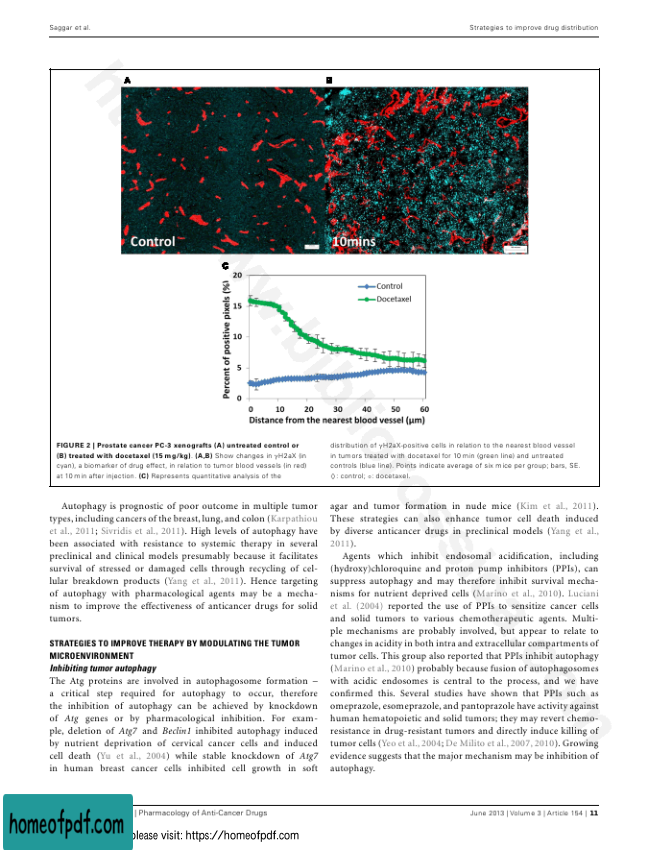 Saggar et al.
Strategies to improve drug distribution
A
B
Control
10mins
C
20
15
10
5
0
Percent of positive pixels (%)
Control
Docetaxel
0 10 20 30 40 50 60
Distance from the nearest blood vessel (μm)
FIGURE 2 | Prostate cancer PC-3 xenografts (A) untreated control or
(B) treated with docetaxel (15 mg/kg). (A,B) Show changes in γH2aX (in
cyan), a biomarker of drug effect, in relation to tumor blood vessels (in red)
at 10 min after injection. (C) Represents quantitative analysis of the
distribution of γH2aX-positive cells in relation to the nearest blood vessel
in tumors treated with docetaxel for 10 min (green line) and untreated
controls (blue line). Points indicate average of six mice per group; bars, SE.
◊: control; ○: docetaxel.
Autophagy is prognostic of poor outcome in multiple tumor
types, including cancers of the breast, lung, and colon (Karpathiou
et al., 2011; Sivridis et al., 2011). High levels of autophagy have
been associated with resistance to systemic therapy in several
preclinical and clinical models presumably because it facilitates
survival of stressed or damaged cells through recycling of cel-
lular breakdown products (Yang et al., 2011). Hence targeting
of autophagy with pharmacological agents may be a mecha-
nism to improve the effectiveness of anticancer drugs for solid
tumors.
STRATEGIES TO IMPROVE THERAPY BY MODULATING THE TUMOR
MICROENVIRONMENT
Inhibiting tumor autophagy
The Atg proteins are involved in autophagosome formation –
a critical step required for autophagy to occur, therefore
the inhibition of autophagy can be achieved by knockdown
of Atg genes or by pharmacological inhibition. For exam-
ple, deletion of Atg7 and Beclin1 inhibited autophagy induced
by nutrient deprivation of cervical cancer cells and induced
cell death (Yu et al., 2004) while stable knockdown of Atg7
in human breast cancer cells inhibited cell growth in soft
agar and tumor formation in nude mice (Kim et al., 2011).
These strategies can also enhance tumor cell death induced
by diverse anticancer drugs in preclinical models (Yang et al.,
2011).
Agents which inhibit endosomal acidification, including
(hydroxy)chloroquine and proton pump inhibitors (PPIs), can
suppress autophagy and may therefore inhibit survival mecha-
nisms for nutrient deprived cells (Marino et al., 2010). Luciani
et al. (2004) reported the use of PPIs to sensitize cancer cells
and solid tumors to various chemotherapeutic agents. Multi-
ple mechanisms are probably involved, but appear to relate to
changes in acidity in both intra and extracellular compartments of
tumor cells. This group also reported that PPIs inhibit autophagy
(Marino et al., 2010) probably because fusion of autophagosomes
with acidic endosomes is central to the process, and we have
confirmed this. Several studies have shown that PPIs such as
omeprazole, esomeprazole, and pantoprazole have activity against
human hematopoietic and solid tumors; they may revert chemo-
resistance in drug-resistant tumors and directly induce killing of
tumor cells (Yeo et al., 2004; De Milito et al., 2007, 2010). Growing
evidence suggests that the major mechanism may be inhibition of
autophagy.
| Pharmacology of Anti-Cancer Drugs
June 2013 | Volume 3 | Article 154 | 11
homeofpdf.com
please visit: https://homeofpdf.com